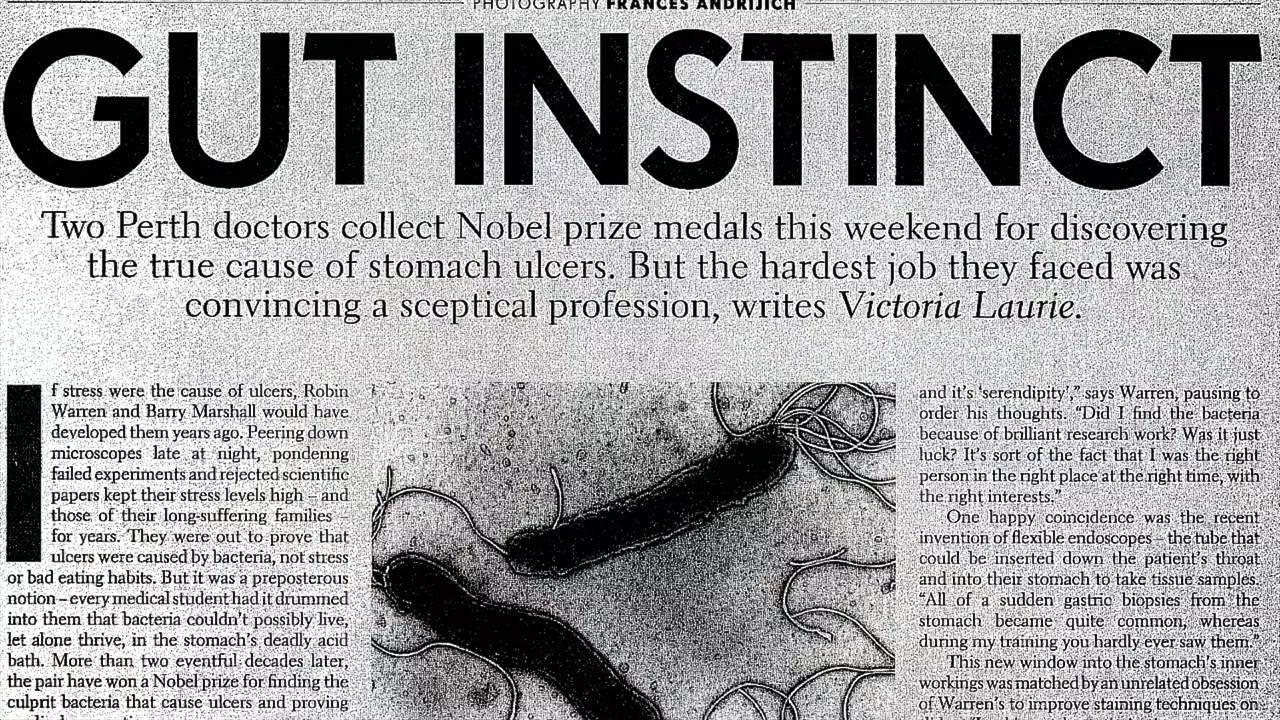 PHOTOGRAPHY FRANCES ANDRIJICH
GUT INSTINCT
Two Perth doctors collect Nobel prize medals this weekend for discovering
the true cause of stomach ulcers. But the hardest job they faced was
convincing a sceptical profession, writes Victoria Laurie.
If stress were the cause of ulcers, Robin
Warren and Barry Marshall would have
developed them years ago. Peering down
microscopes late at night, pondering
failed experiments and rejected scientific
papers kept their stress levels high – and
those of their long-suffering families
for years. They were out to prove that
ulcers were caused by bacteria, not stress
or bad eating habits. But it was a preposterous
notion – every medical student had it drummed
into them that bacteria couldn't possibly live,
let alone thrive, in the stomach's deadly acid
bath. More than two eventful decades later,
the pair have won a Nobel prize for finding the
culprit bacteria that cause ulcers and proving
and it's 'serendipity'," says Warren, pausing to
order his thoughts. "Did I find the bacteria
because of brilliant research work? Was it just
luck? It's sort of the fact that I was the right
person in the right place at the right time, with
the right interests."
One happy coincidence was the recent
invention of flexible endoscopes – the tube that
could be inserted down the patient's throat
and into their stomach to take tissue samples.
"All of a sudden gastric biopsies from the
stomach became quite common, whereas
during my training you hardly ever saw them."
This new window into the stomach's inner
workings was matched by an unrelated obsession
of Warren's to improve staining techniques on